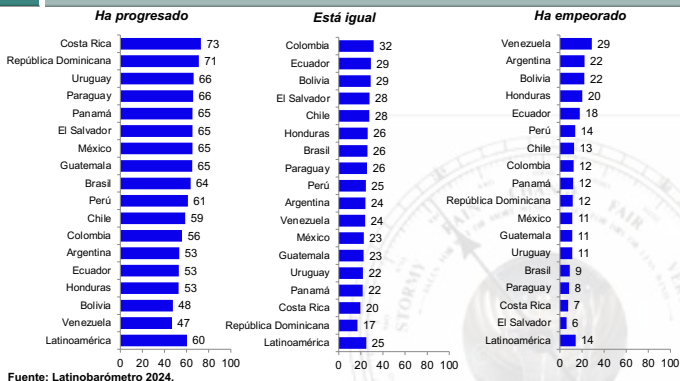 Ha progresado
Costa Rica 73
República Dominicana 71
Uruguay 66
Paraguay 66
Panamá 65
El Salvador 65
México 65
Guatemala 65
Brasil 64
Perú 61
Chile 59
Colombia 56
Argentina 53
Ecuador 53
Honduras 53
Bolivia 48
Venezuela 47
Latinoamérica 60
0 20 40 60 80 100
Está igual
Colombia 32
Ecuador 29
Bolivia 29
El Salvador 28
Chile 28
Honduras 26
Brasil 26
Paraguay 26
Perú 25
Argentina 24
Venezuela 24
México 23
Guatemala 23
Uruguay 22
Panamá 22
Costa Rica 20
República Dominicana 17
Latinoamérica 25
0 20 40 60 80 100
Ha empeorado
Venezuela 29
Argentina 22
Bolivia 22
Honduras 20
Ecuador 18
Perú 14
Chile 13
Colombia 12
Panamá 12
República Dominicana 12
México 11
Guatemala 11
Uruguay 11
Brasil 9
Paraguay 8
Costa Rica 7
El Salvador 6
Latinoamérica 14
0 20 40 60 80 100
STORMY RAIN CHANGE FAIR
Fuente: Latinobarómetro 2024.